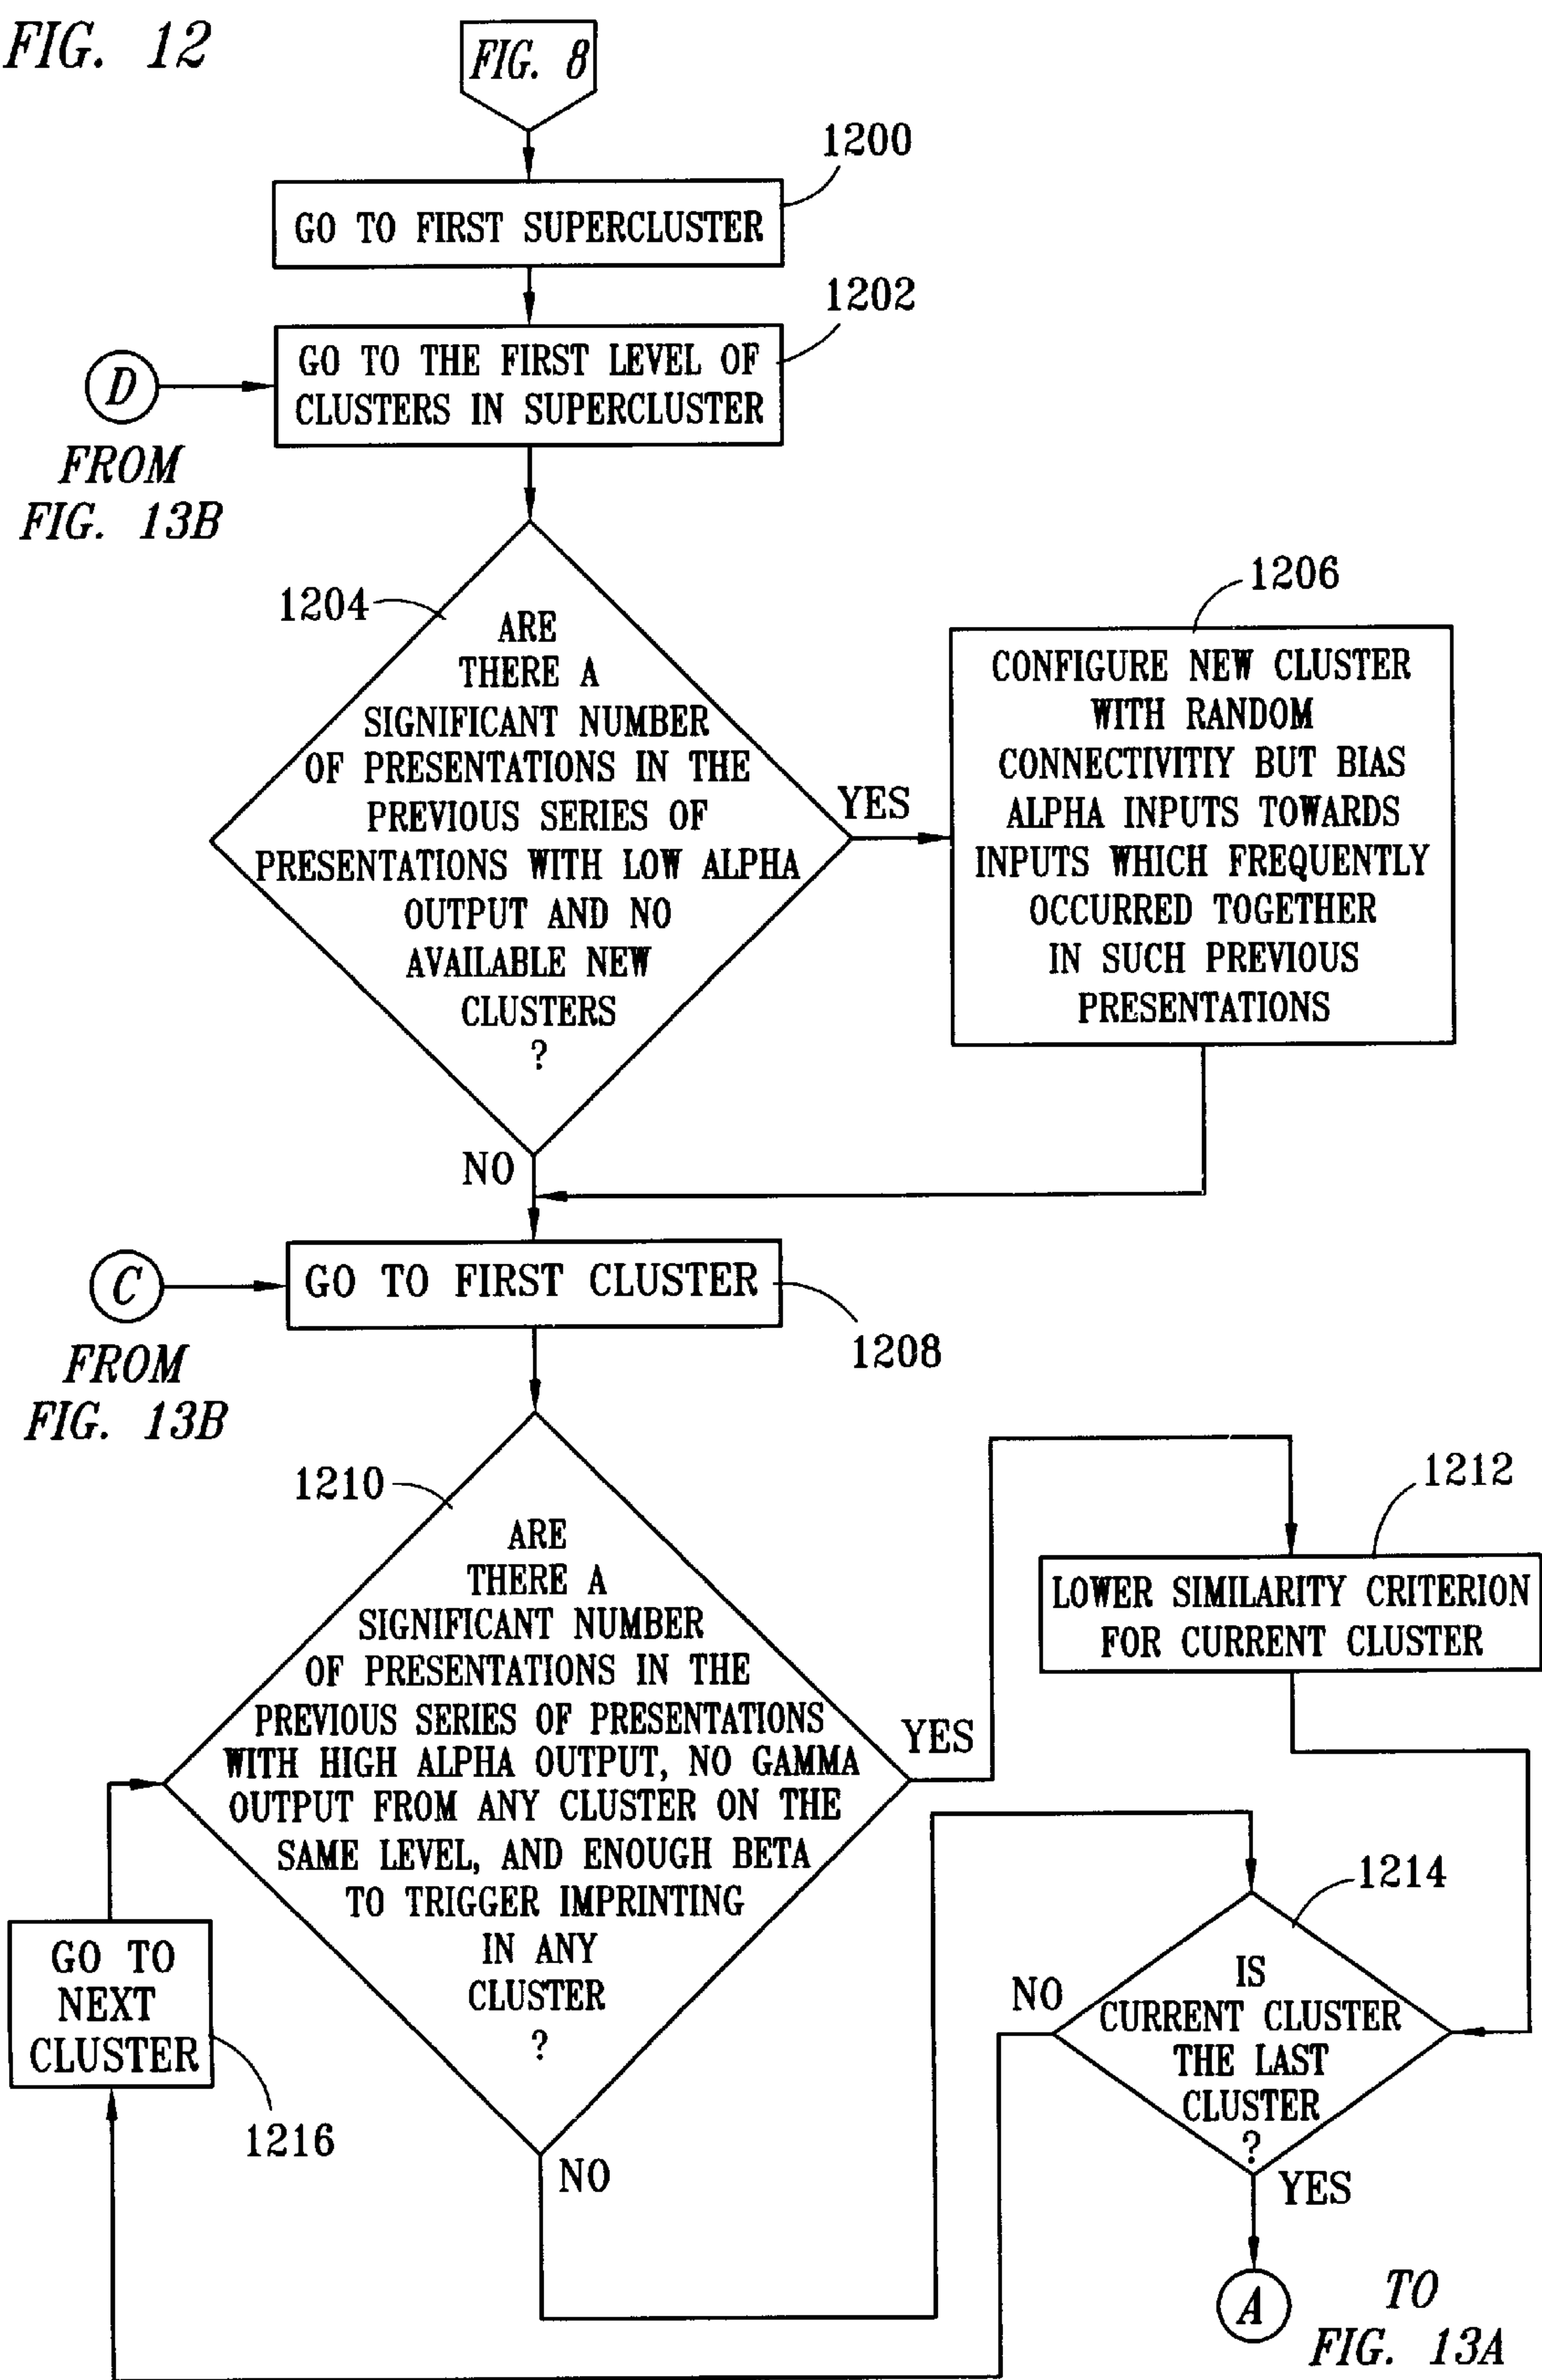 FIG. 12
FIG. 8
1200
GO TO FIRST SUPERCLUSTER
1202
GO TO THE FIRST LEVEL OF
CLUSTERS IN SUPERCLUSTER
D
FROM
FIG. 13B
1204
ARE
THERE A
SIGNIFICANT NUMBER
OF PRESENTATIONS IN THE
PREVIOUS SERIES OF
PRESENTATIONS WITH LOW ALPHA
OUTPUT AND NO
AVAILABLE NEW
CLUSTERS
?
YES
1206
CONFIGURE NEW CLUSTER
WITH RANDOM
CONNECTIVITIY BUT BIAS
ALPHA INPUTS TOWARDS
INPUTS WHICH FREQUENTLY
OCCURRED TOGETHER
IN SUCH PREVIOUS
PRESENTATIONS
NO
C
FROM
FIG. 13B
GO TO FIRST CLUSTER
1208
1210
ARE
THERE A
SIGNIFICANT NUMBER
OF PRESENTATIONS IN THE
PREVIOUS SERIES OF PRESENTATIONS
WITH HIGH ALPHA OUTPUT, NO GAMMA
OUTPUT FROM ANY CLUSTER ON THE
SAME LEVEL, AND ENOUGH BETA
TO TRIGGER IMPRINTING
IN ANY
CLUSTER
?
YES
1212
LOWER SIMILARITY CRITERION
FOR CURRENT CLUSTER
NO
1214
IS
CURRENT CLUSTER
THE LAST
CLUSTER
?
NO
GO TO
NEXT
CLUSTER
1216
YES
A
TO
FIG. 13A